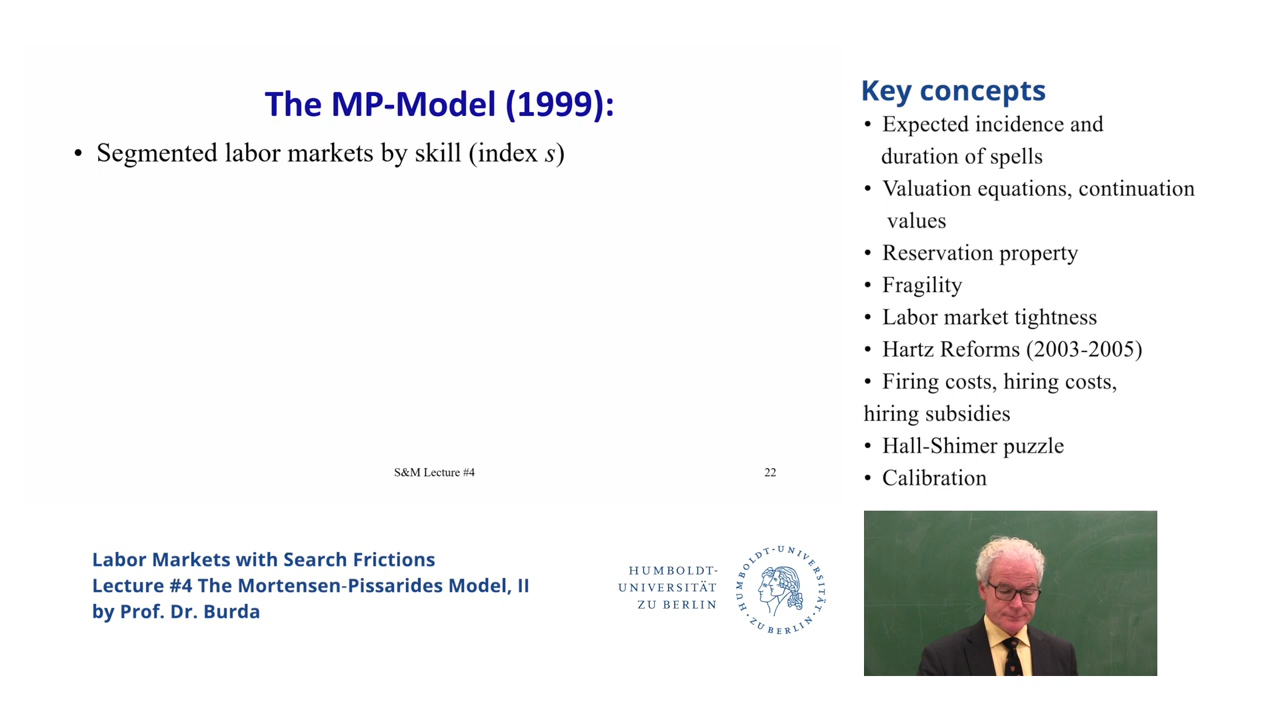 The MP-Model (1999):
• Segmented labor markets by skill (index s)
S&M Lecture #4
22
Key concepts
• Expected incidence and
duration of spells
• Valuation equations, continuation
values
• Reservation property
• Fragility
• Labor market tightness
• Hartz Reforms (2003-2005)
• Firing costs, hiring costs,
hiring subsidies
• Hall-Shimer puzzle
• Calibration
Labor Markets with Search Frictions
Lecture #4 The Mortensen-Pissarides Model, II
by Prof. Dr. Burda
HUMBOLDT-
UNIVERSITÄT
ZU BERLIN
HUMBOLDT-UNIVERSITÄT
ZU BERLIN